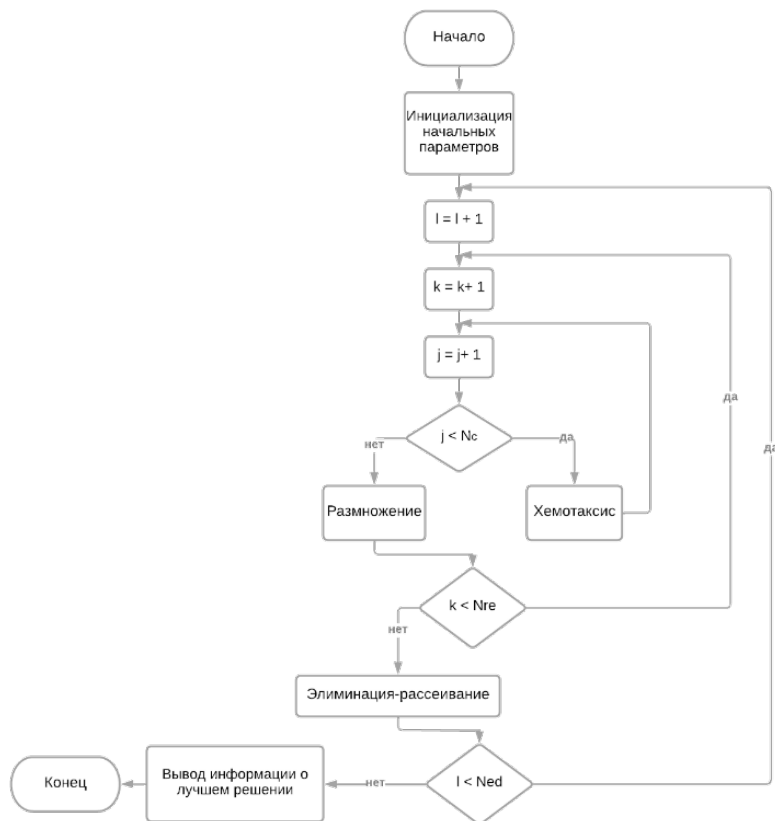 Начало
Инициализация
начальных
параметров
l = l + 1
k = k+ 1
j = j+ 1
да
j < Nc
нет
да
да
Размножение
Хемотаксис
k < Nre
нет
Элиминация-рассеивание
l < Ned
нет
Вывод информации о
лучшем решении
Конец